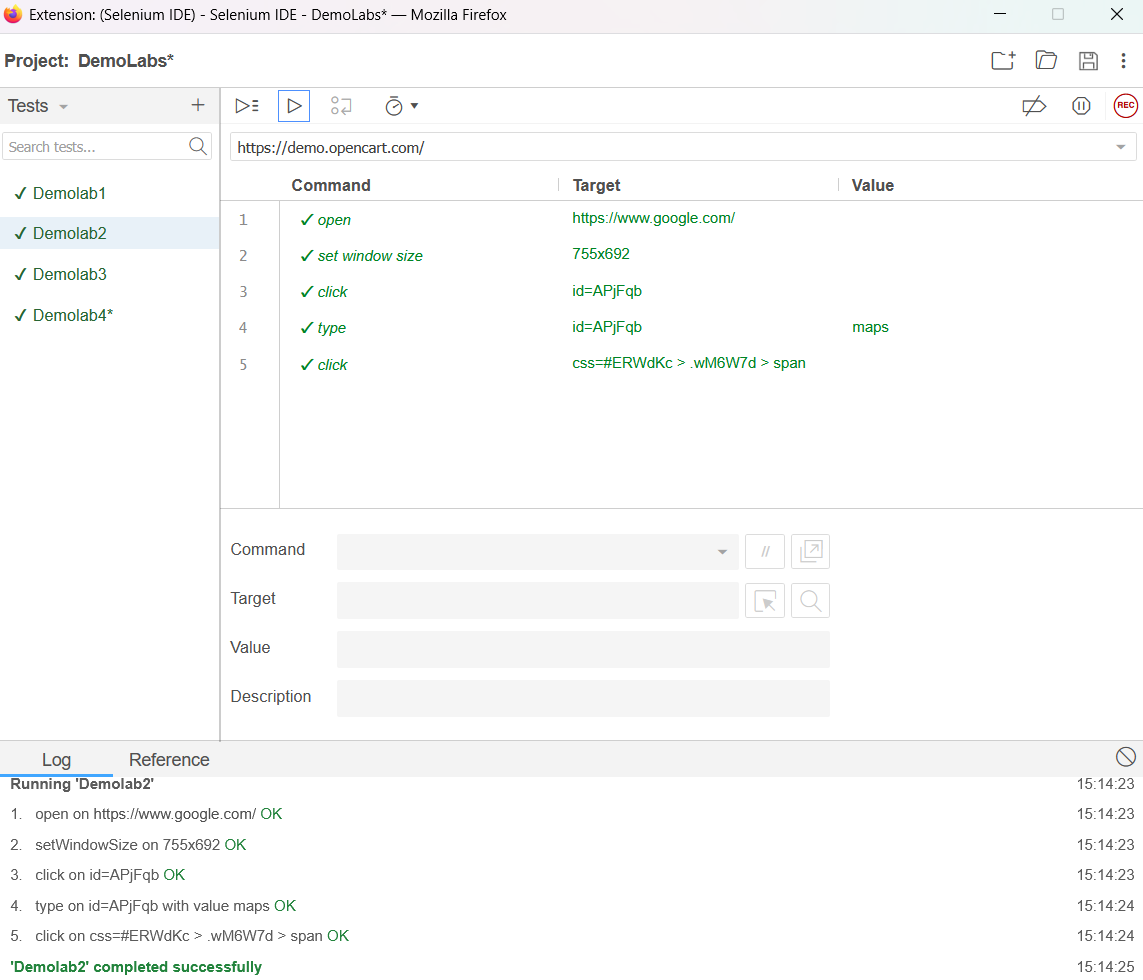 Extension: (Selenium IDE) - Selenium IDE - DemoLabs* — Mozilla Firefox
Project: DemoLabs*
Tests
REC
Search tests...
https://demo.opencart.com/
Command Target Value
Demolab1
Demolab2
Demolab3
Demolab4*
1 open https://www.google.com/
2 set window size 755x692
3 click id=APjFqb
4 type id=APjFqb maps
5 click css=#ERWdKc > .wM6W7d > span
Command //
Target
Value
Description
Log Reference
Running 'Demolab2' 15:14:23
1. open on https://www.google.com/ OK 15:14:23
2. setWindowSize on 755x692 OK 15:14:23
3. click on id=APjFqb OK 15:14:23
4. type on id=APjFqb with value maps OK 15:14:24
5. click on css=#ERWdKc > .wM6W7d > span OK 15:14:24
'Demolab2' completed successfully 15:14:25